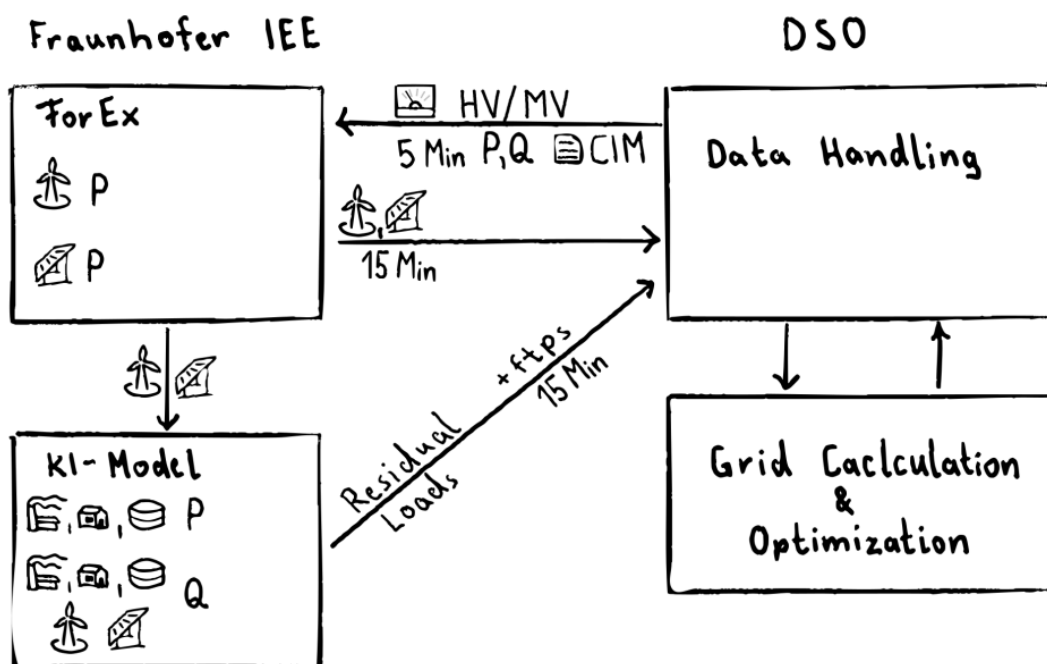 Fraunhofer IEE
DSO
ForEx
P
P
HV/MV
5 Min P,Q CIM
15 Min
Data Handling
KI-Model
P
Q
Residual
Loads
+ftps
15 Min
Grid Caclculation
&
Optimization